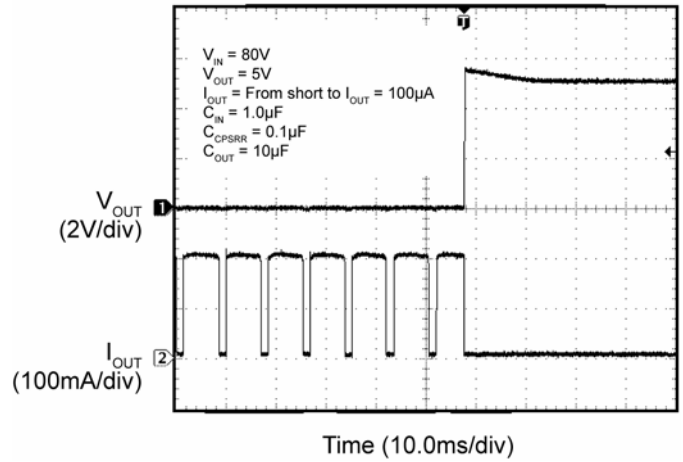 T
V_IN = 80V
V_OUT = 5V
I_OUT = From short to I_OUT = 100µA
C_IN = 1.0µF
C_CPSRR = 0.1µF
C_OUT = 10µF
V_OUT 1
(2V/div)
I_OUT 2
(100mA/div)
Time (10.0ms/div)